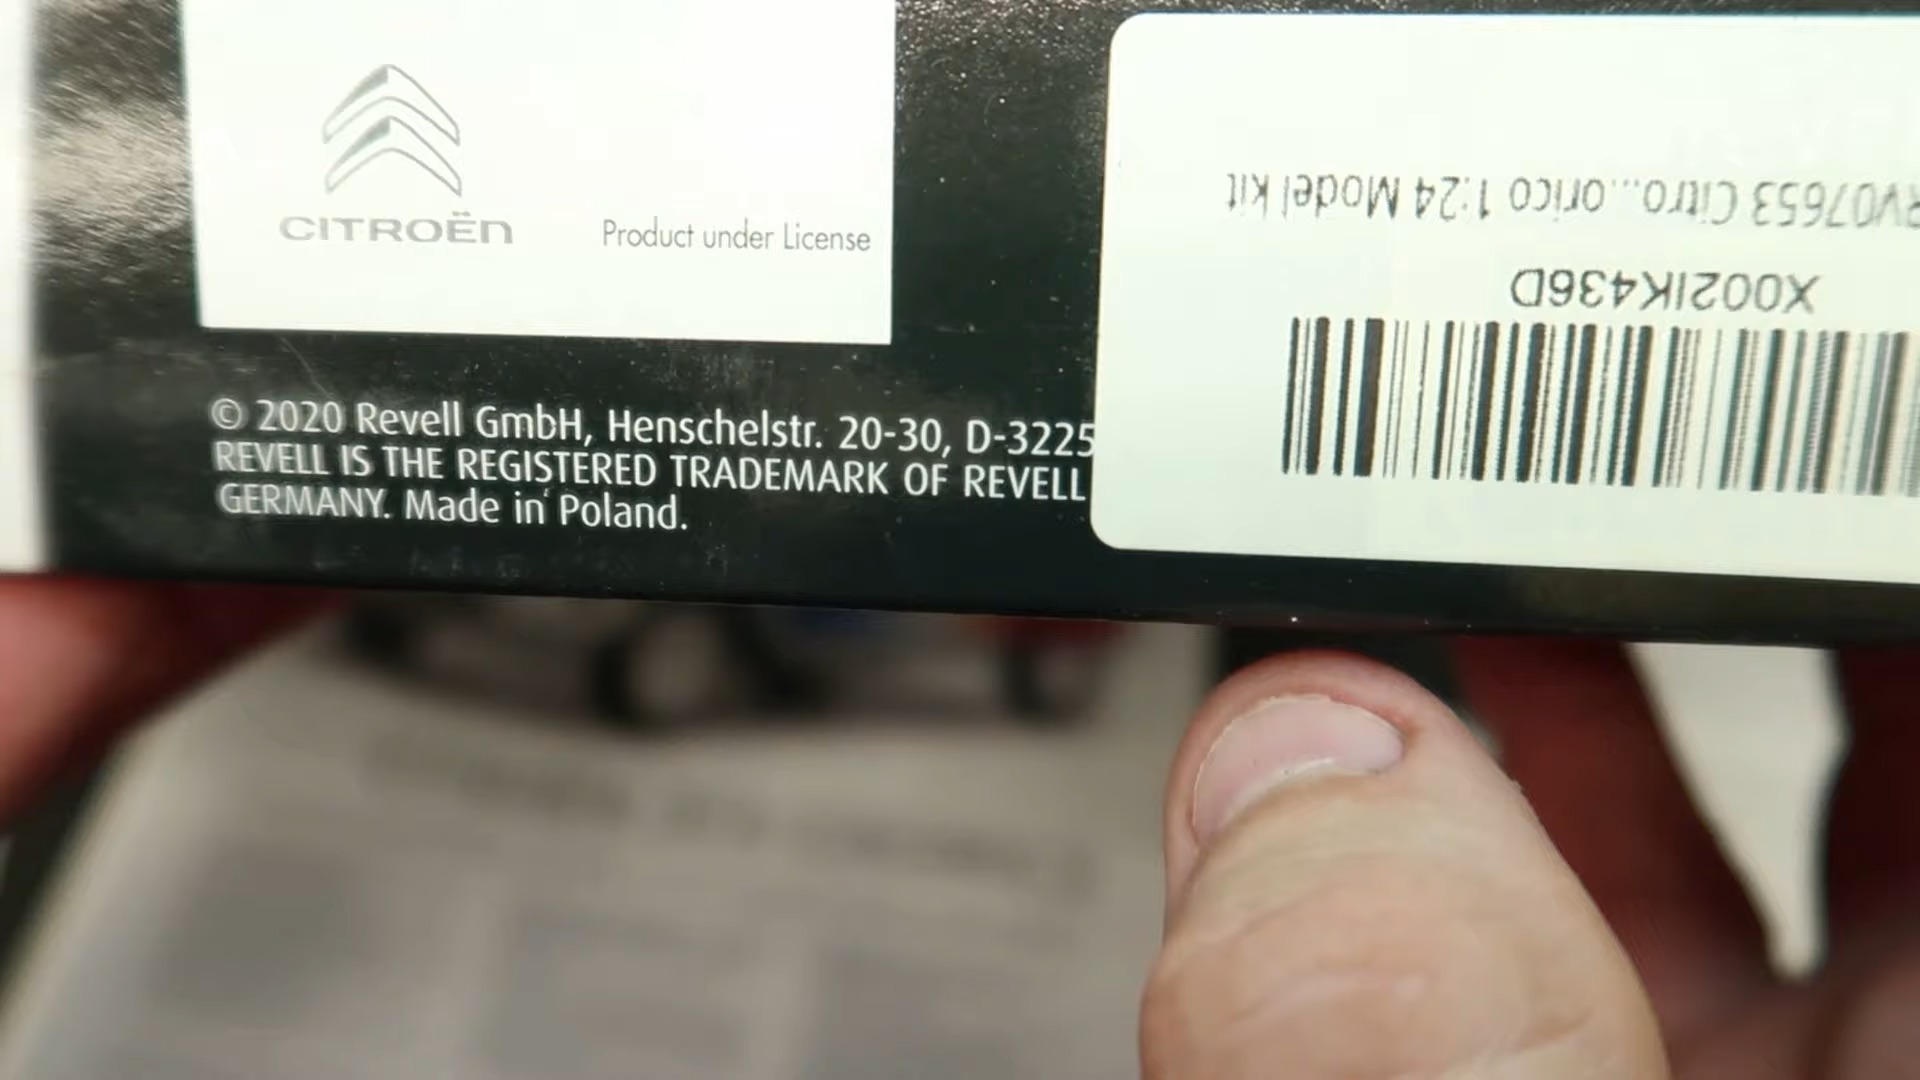 CITROËN
Product under License
© 2020 Revell GmbH, Henschelstr. 20-30, D-3225
REVELL IS THE REGISTERED TRADEMARK OF REVELL
GERMANY. Made in Poland.
X002IK436D
RV07653 Citro...orico 1:24 Model kit